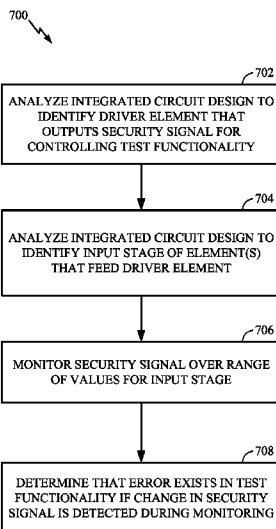 700
702
ANALYZE INTEGRATED CIRCUIT DESIGN TO
IDENTIFY DRIVER ELEMENT THAT
OUTPUTS SECURITY SIGNAL FOR
CONTROLLING TEST FUNCTIONALITY
704
ANALYZE INTEGRATED CIRCUIT DESIGN TO
IDENTIFY INPUT STAGE OF ELEMENT(S)
THAT FEED DRIVER ELEMENT
706
MONITOR SECURITY SIGNAL OVER RANGE
OF VALUES FOR INPUT STAGE
708
DETERMINE THAT ERROR EXISTS IN TEST
FUNCTIONALITY IF CHANGE IN SECURITY
SIGNAL IS DETECTED DURING MONITORING